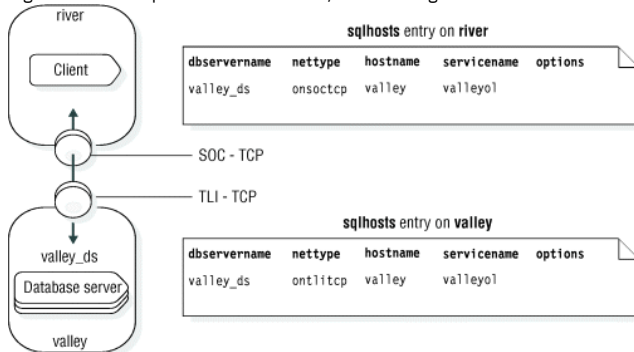 river
Client
sqlhosts entry on river
dbservername nettype hostname servicename options
valley_ds onsoctcp valley valleyol
SOC - TCP
TLI - TCP
sqlhosts entry on valley
dbservername nettype hostname servicename options
valley_ds ontlitcp valley valleyol
valley_ds
Database server
valley